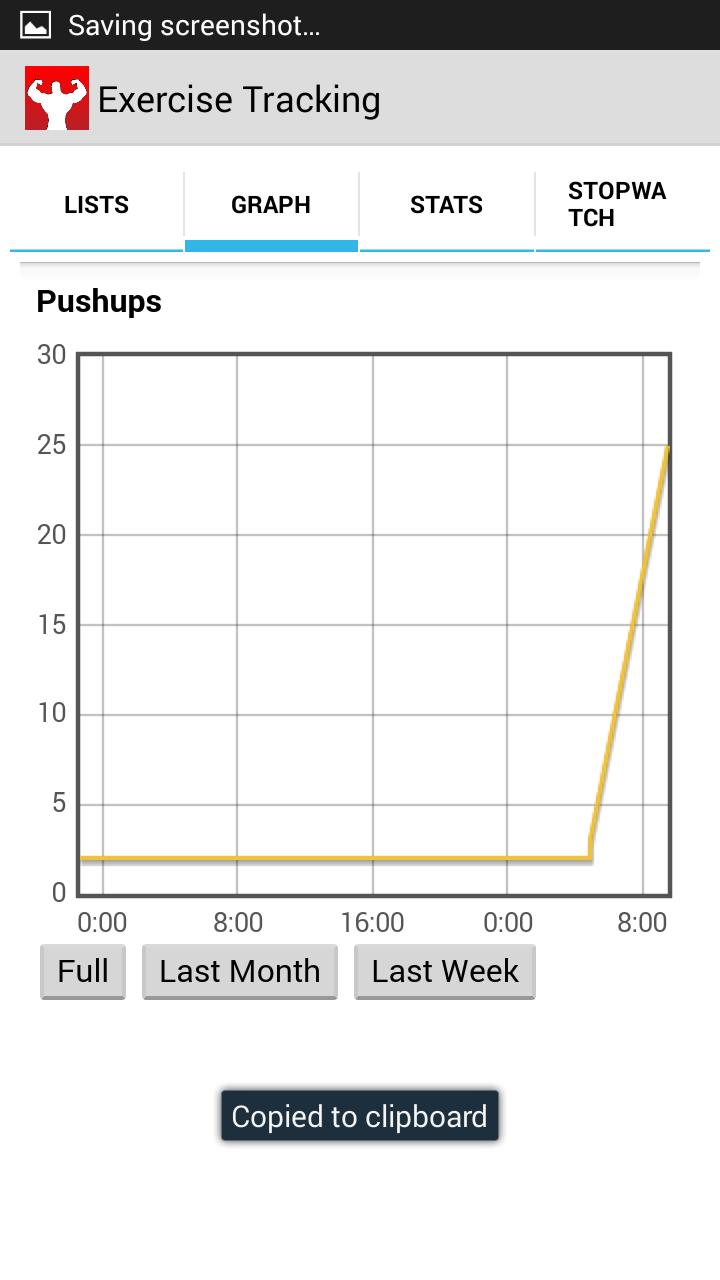 Saving screenshot...
Exercise Tracking
LISTS
GRAPH
STATS
STOPWA
TCH
Pushups
30
25
20
15
10
5
0
0:00 8:00 16:00 0:00 8:00
Full
Last Month
Last Week
Copied to clipboard